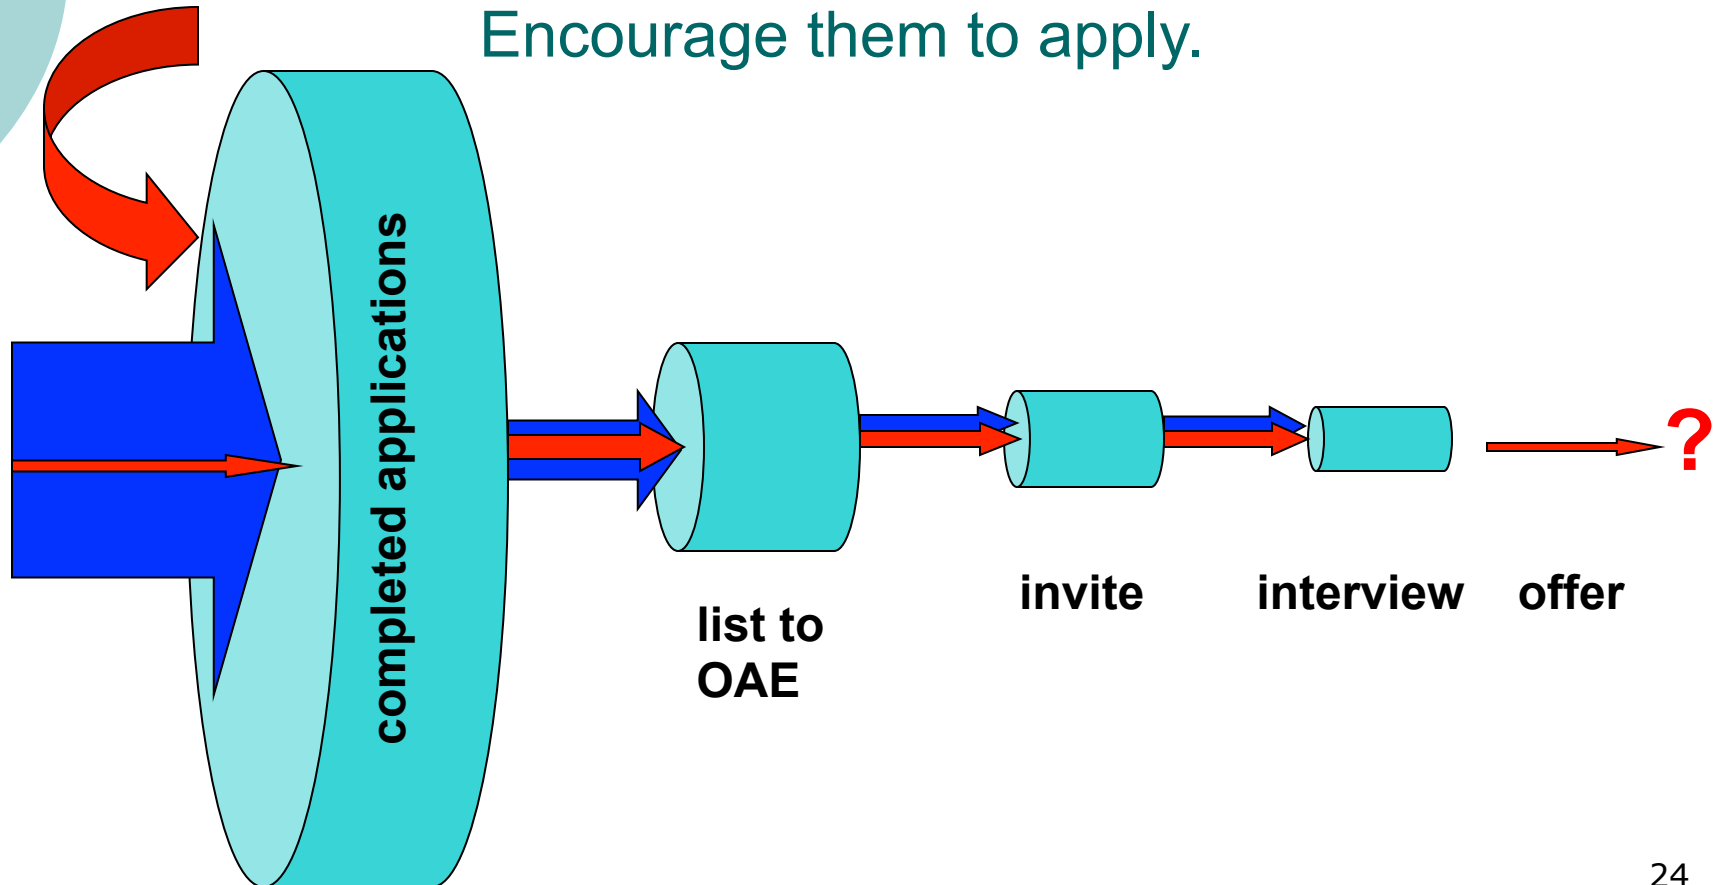 Encourage them to apply.
completed applications
list to
OAE
invite
interview
offer
?
24